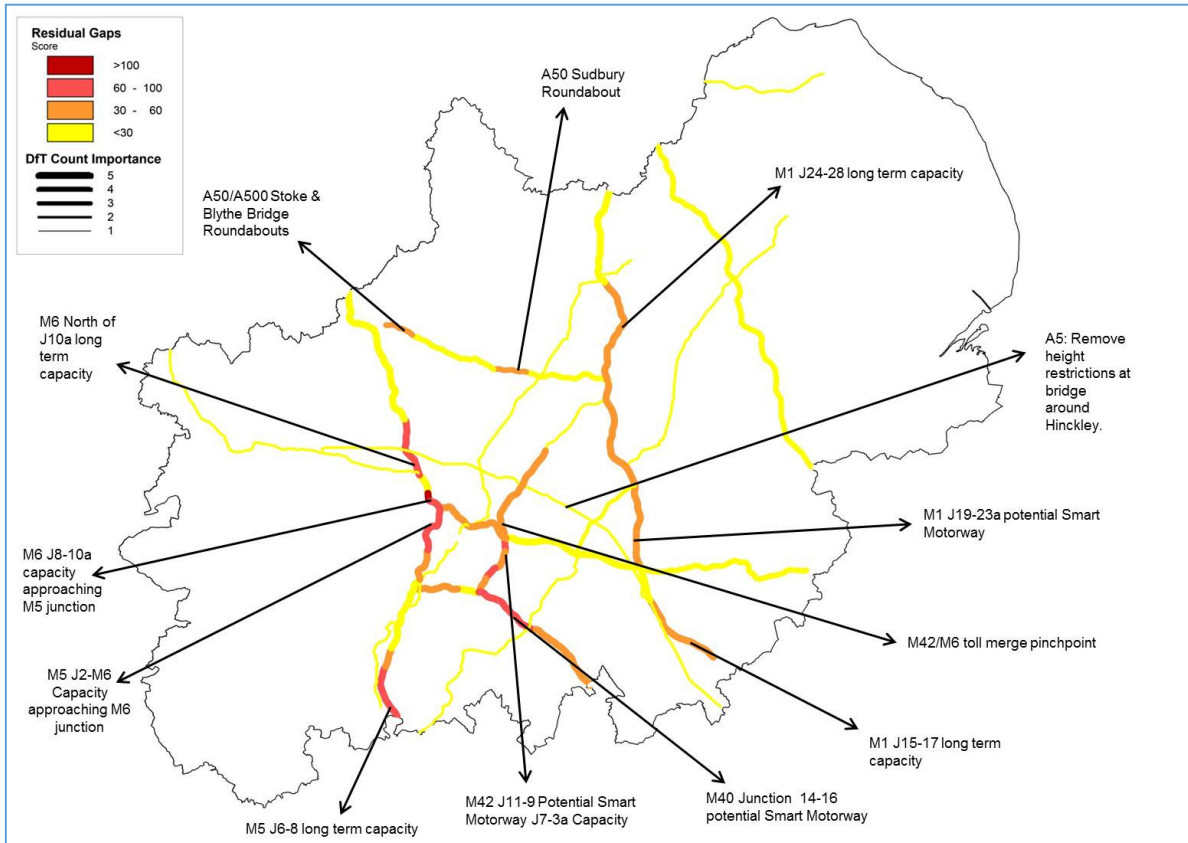 Residual Gaps
Score
>100
60 - 100
30 - 60
<30
DfT Count Importance
5
4
3
2
1
A50 Sudbury
Roundabout
A50/A500 Stoke &
Blythe Bridge
Roundabouts
M1 J24-28 long term capacity
M6 North of
J10a long
term
capacity
A5: Remove
height
restrictions at
bridge
around
Hinckley.
M1 J19-23a potential Smart
Motorway
M6 J8-10a
capacity
approaching
M5 junction
M42/M6 toll merge pinchpoint
M5 J2-M6
Capacity
approaching M6
junction
M1 J15-17 long term
capacity
M40 Junction 14-16
potential Smart Motorway
M42 J11-9 Potential Smart
Motorway J7-3a Capacity
M5 J6-8 long term capacity